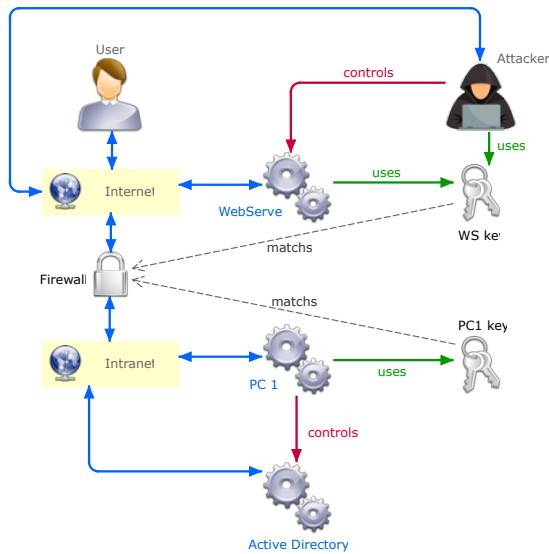 User
Attacker
controls
uses
Internet
uses
WebServe
WS key
matchs
Firewall
matchs
PC1 key
Intranet
PC 1
uses
controls
Active Directory